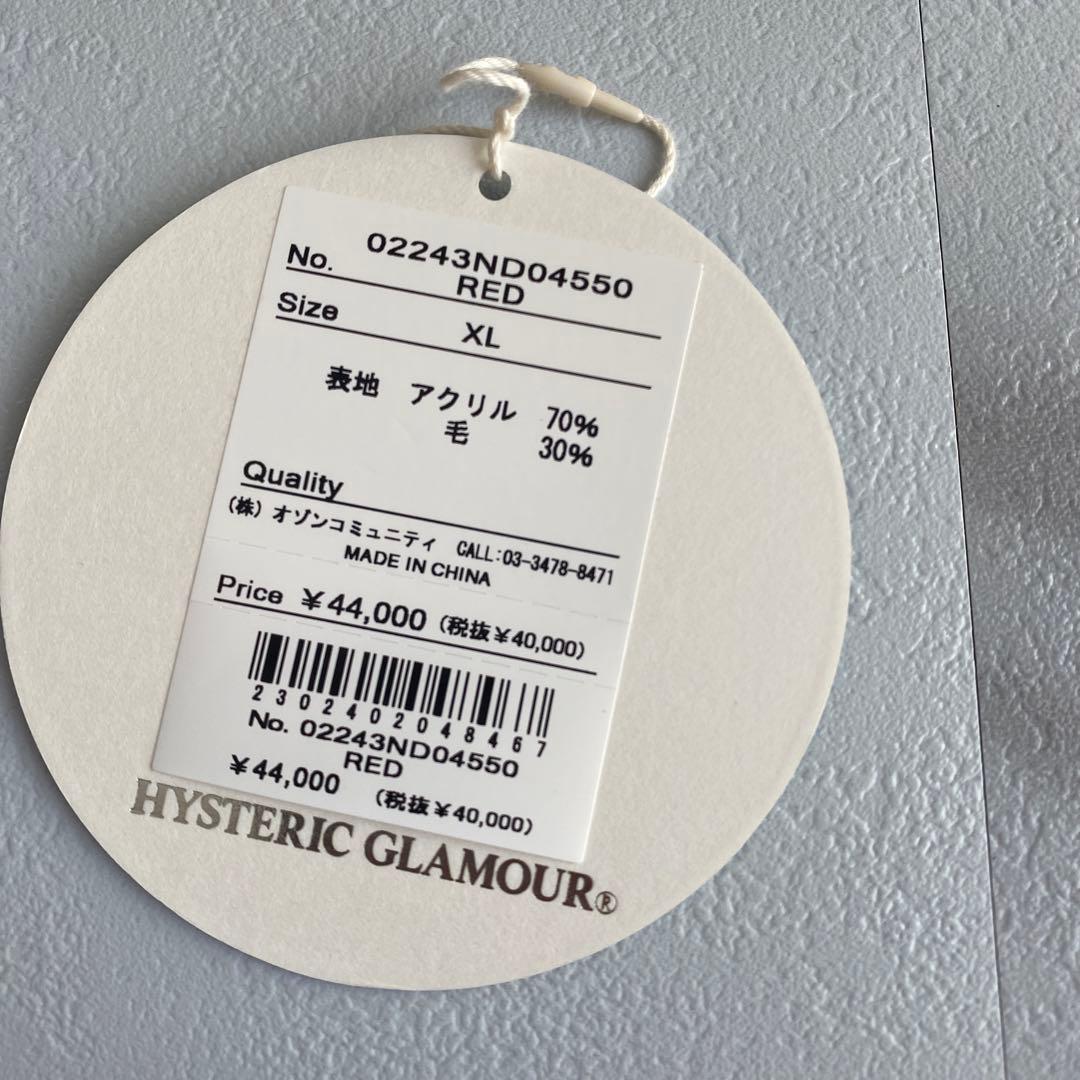 No. 02243ND04550
RED
Size XL
表地 アクリル 70%
毛 30%
Quality
(株) オゾンコミュニティ CALL:03-3478-8471
MADE IN CHINA
Price ¥44,000 (税抜¥40,000)
2302402048467
No. 02243ND04550
RED
¥44,000 (税抜¥40,000)
HYSTERIC GLAMOUR®